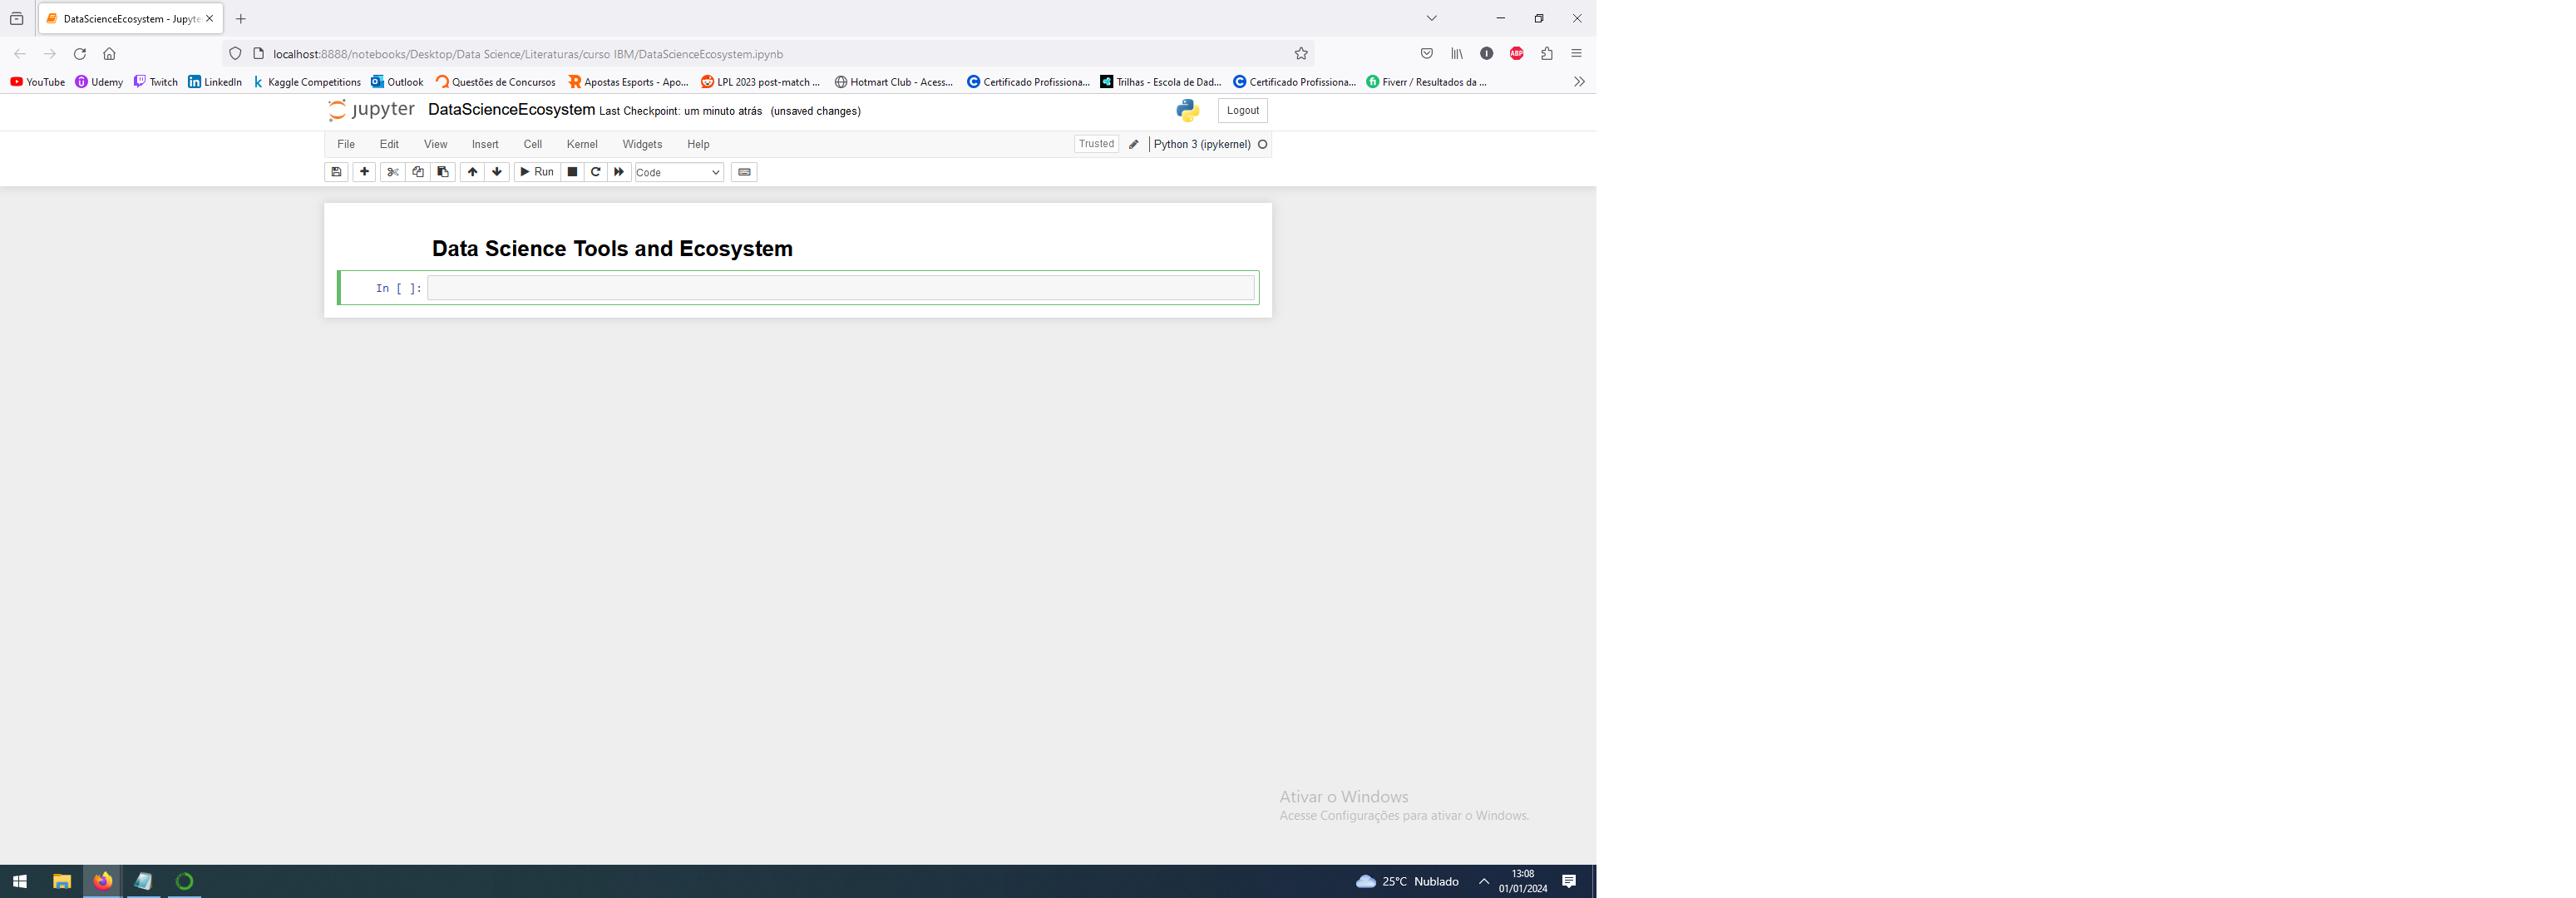 DataScienceEcosystem - Jupyte
localhost:8888/notebooks/Desktop/Data Science/Literaturas/curso IBM/DataScienceEcosystem.ipynb
YouTube Udemy Twitch LinkedIn Kaggle Competitions Outlook Questões de Concursos Apostas Esports - Apo... LPL 2023 post-match ... Hotmart Club - Acess... Certificado Profissiona... Trilhas - Escola de Dad... Certificado Profissiona... Fiverr / Resultados da ...
jupyter DataScienceEcosystem Last Checkpoint: um minuto atrás (unsaved changes) Logout
File Edit View Insert Cell Kernel Widgets Help Trusted Python 3 (ipykernel)
Run Code
Data Science Tools and Ecosystem
In [ ]:
Ativar o Windows
Acesse Configurações para ativar o Windows.
25°C Nublado 13:08
01/01/2024